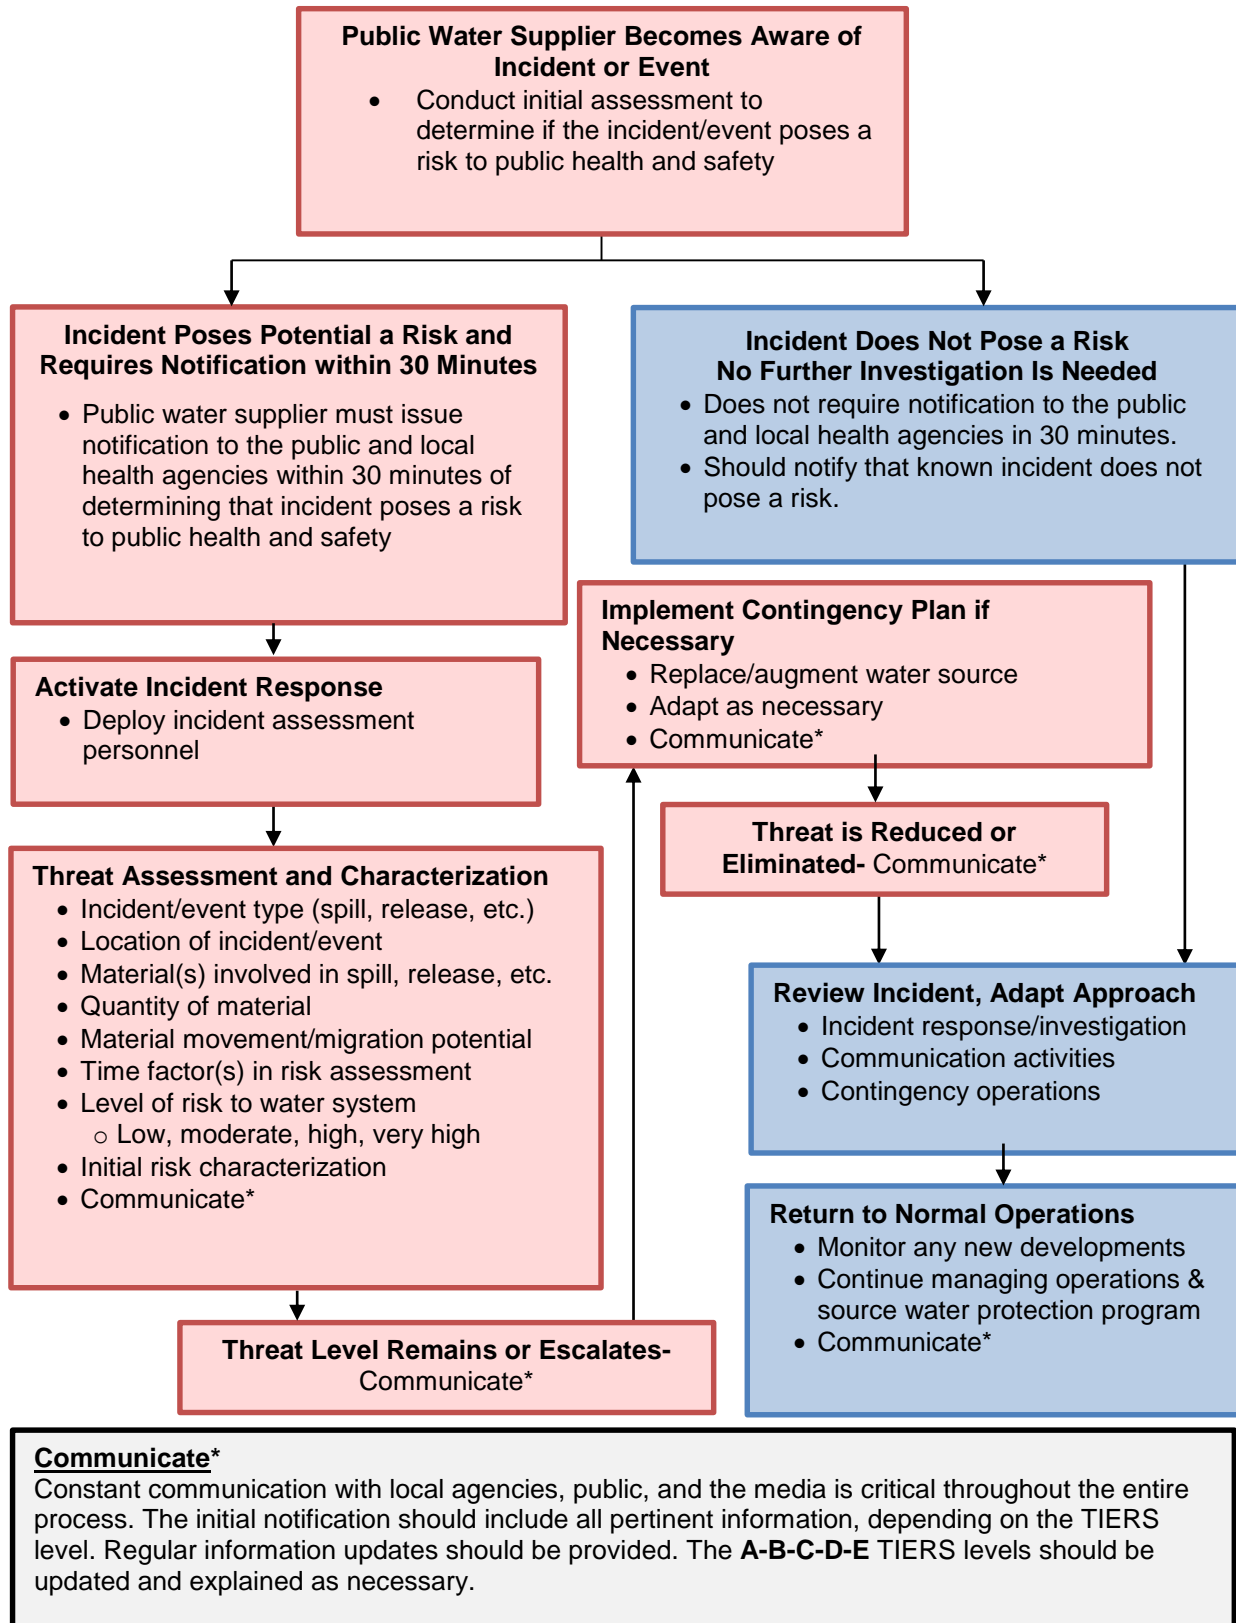 Public Water Supplier Becomes Aware of
Incident or Event
• Conduct initial assessment to
determine if the incident/event poses a
risk to public health and safety
Incident Poses Potential a Risk and
Requires Notification within 30 Minutes
• Public water supplier must issue
notification to the public and local
health agencies within 30 minutes of
determining that incident poses a risk
to public health and safety
Incident Does Not Pose a Risk
No Further Investigation Is Needed
• Does not require notification to the public
and local health agencies in 30 minutes.
• Should notify that known incident does not
pose a risk.
Activate Incident Response
• Deploy incident assessment
personnel
Threat Assessment and Characterization
• Incident/event type (spill, release, etc.)
• Location of incident/event
• Material(s) involved in spill, release, etc.
• Quantity of material
• Material movement/migration potential
• Time factor(s) in risk assessment
• Level of risk to water system
o Low, moderate, high, very high
• Initial risk characterization
• Communicate*
Threat Level Remains or Escalates-
Communicate*
Implement Contingency Plan if
Necessary
• Replace/augment water source
• Adapt as necessary
• Communicate*
Threat is Reduced or
Eliminated- Communicate*
Review Incident, Adapt Approach
• Incident response/investigation
• Communication activities
• Contingency operations
Return to Normal Operations
• Monitor any new developments
• Continue managing operations &
source water protection program
• Communicate*
Communicate*
Constant communication with local agencies, public, and the media is critical throughout the entire
process. The initial notification should include all pertinent information, depending on the TIERS
level. Regular information updates should be provided. The A-B-C-D-E TIERS levels should be
updated and explained as necessary.